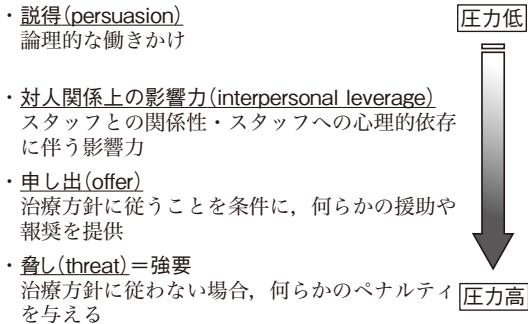 ・説得(persuasion)
論理的な働きかけ
圧力低
・対人関係上の影響力(interpersonal leverage)
スタッフとの関係性・スタッフへの心理的依存
に伴う影響力
・申し出(offer)
治療方針に従うことを条件に，何らかの援助や
報奨を提供
・脅し(threat)＝強要
治療方針に従わない場合，何らかのペナルティ
を与える
圧力高